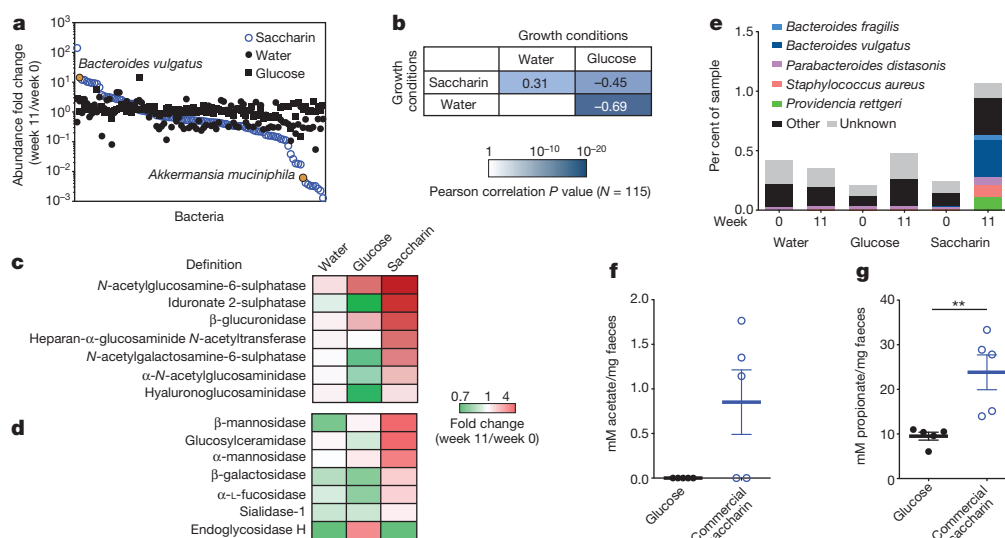 a
Abundance fold change
(week 11/week 0)
10³
10²
10¹
10⁰
10⁻¹
10⁻²
10⁻³
Saccharin
Water
Glucose
Bacteroides vulgatus
Akkermansia muciniphila
Bacteria
b
Growth conditions
Growth
conditions
Water
Glucose
Saccharin
0.31
–0.45
Water
–0.69
1
10⁻¹⁰
10⁻²⁰
Pearson correlation P value (N = 115)
e
Per cent of sample
1.5
1.0
0.5
0.0
Bacteroides fragilis
Bacteroides vulgatus
Parabacteroides distasonis
Staphylococcus aureus
Providencia rettgeri
Other
Unknown
Week
0
11
0
11
0
11
Water
Glucose
Saccharin
c
Definition
Water
Glucose
Saccharin
N-acetylglucosamine-6-sulphatase
Iduronate 2-sulphatase
β-glucuronidase
Heparan-α-glucosaminide N-acetyltransferase
N-acetylgalactosamine-6-sulphatase
α-N-acetylglucosaminidase
Hyaluronoglucosaminidase
0.7
1
4
Fold change
(week 11/week 0)
d
β-mannosidase
Glucosylceramidase
α-mannosidase
β-galactosidase
α-L-fucosidase
Sialidase-1
Endoglycosidase H
f
mM acetate/mg faeces
2.0
1.5
1.0
0.5
0.0
Glucose
Commercial
saccharin
g
mM propionate/mg faeces
40
30
20
10
0
**
Glucose
Commercial
saccharin